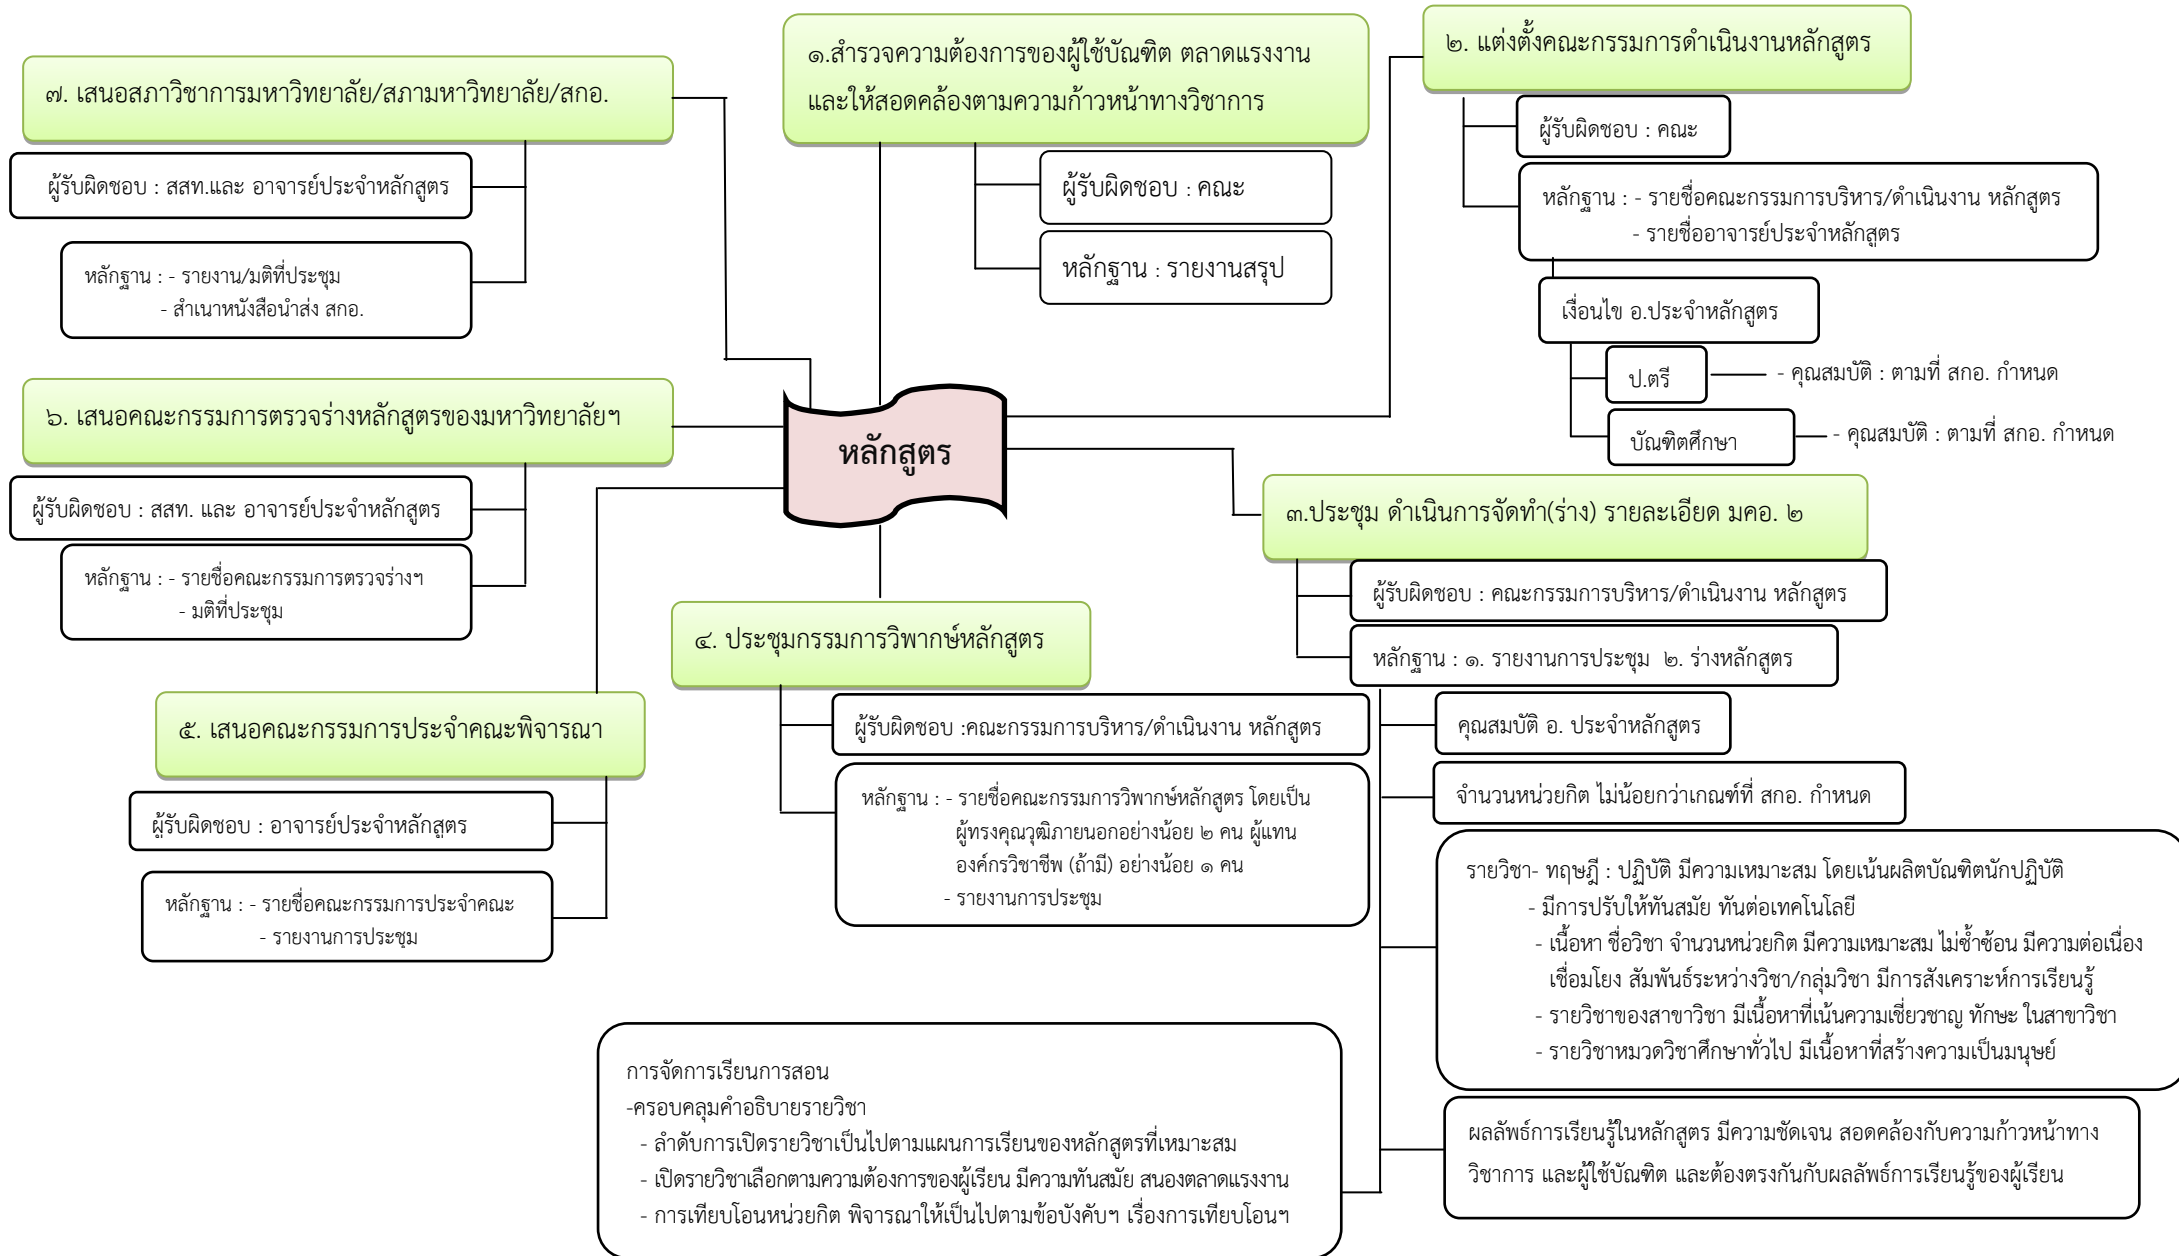 ๑.สำรวจความต้องการของผู้ใช้บัณฑิต ตลาดแรงงาน
และให้สอดคล้องตามความก้าวหน้าทางวิชาการ
ผู้รับผิดชอบ : คณะ
หลักฐาน : รายงานสรุป
๒. แต่งตั้งคณะกรรมการดำเนินงานหลักสูตร
ผู้รับผิดชอบ : คณะ
หลักฐาน : - รายชื่อคณะกรรมการบริหาร/ดำเนินงาน หลักสูตร
- รายชื่ออาจารย์ประจำหลักสูตร
เงื่อนไข อ.ประจำหลักสูตร
ป.ตรี
- คุณสมบัติ : ตามที่ สกอ. กำหนด
บัณฑิตศึกษา
- คุณสมบัติ : ตามที่ สกอ. กำหนด
๗. เสนอสภาวิชาการมหาวิทยาลัย/สภามหาวิทยาลัย/สกอ.
ผู้รับผิดชอบ : สสท.และ อาจารย์ประจำหลักสูตร
หลักฐาน : - รายงาน/มติที่ประชุม
- สำเนาหนังสือนำส่ง สกอ.
๖. เสนอคณะกรรมการตรวจร่างหลักสูตรของมหาวิทยาลัยฯ
ผู้รับผิดชอบ : สสท. และ อาจารย์ประจำหลักสูตร
หลักฐาน : - รายชื่อคณะกรรมการตรวจร่างฯ
- มติที่ประชุม
หลักสูตร
๓.ประชุม ดำเนินการจัดทำ(ร่าง) รายละเอียด มคอ. ๒
ผู้รับผิดชอบ : คณะกรรมการบริหาร/ดำเนินงาน หลักสูตร
หลักฐาน : ๑. รายงานการประชุม ๒. ร่างหลักสูตร
คุณสมบัติ อ. ประจำหลักสูตร
จำนวนหน่วยกิต ไม่น้อยกว่าเกณฑ์ที่ สกอ. กำหนด
รายวิชา- ทฤษฎี : ปฏิบัติ มีความเหมาะสม โดยเน้นผลิตบัณฑิตนักปฏิบัติ
- มีการปรับให้ทันสมัย ทันต่อเทคโนโลยี
- เนื้อหา ชื่อวิชา จำนวนหน่วยกิต มีความเหมาะสม ไม่ซ้ำซ้อน มีความต่อเนื่อง
เชื่อมโยง สัมพันธ์ระหว่างวิชา/กลุ่มวิชา มีการสังเคราะห์การเรียนรู้
- รายวิชาของสาขาวิชา มีเนื้อหาที่เน้นความเชี่ยวชาญ ทักษะ ในสาขาวิชา
- รายวิชาหมวดวิชาศึกษาทั่วไป มีเนื้อหาที่สร้างความเป็นมนุษย์
ผลลัพธ์การเรียนรู้ในหลักสูตร มีความชัดเจน สอดคล้องกับความก้าวหน้าทาง
วิชาการ และผู้ใช้บัณฑิต และต้องตรงกันกับผลลัพธ์การเรียนรู้ของผู้เรียน
๔. ประชุมกรรมการวิพากษ์หลักสูตร
ผู้รับผิดชอบ :คณะกรรมการบริหาร/ดำเนินงาน หลักสูตร
หลักฐาน : - รายชื่อคณะกรรมการวิพากษ์หลักสูตร โดยเป็น
ผู้ทรงคุณวุฒิภายนอกอย่างน้อย ๒ คน ผู้แทน
องค์กรวิชาชีพ (ถ้ามี) อย่างน้อย ๑ คน
- รายงานการประชุม
๕. เสนอคณะกรรมการประจำคณะพิจารณา
ผู้รับผิดชอบ : อาจารย์ประจำหลักสูตร
หลักฐาน : - รายชื่อคณะกรรมการประจำคณะ
- รายงานการประชุม
การจัดการเรียนการสอน
-ครอบคลุมคำอธิบายรายวิชา
- ลำดับการเปิดรายวิชาเป็นไปตามแผนการเรียนของหลักสูตรที่เหมาะสม
- เปิดรายวิชาเลือกตามความต้องการของผู้เรียน มีความทันสมัย สนองตลาดแรงงาน
- การเทียบโอนหน่วยกิต พิจารณาให้เป็นไปตามข้อบังคับฯ เรื่องการเทียบโอนฯ